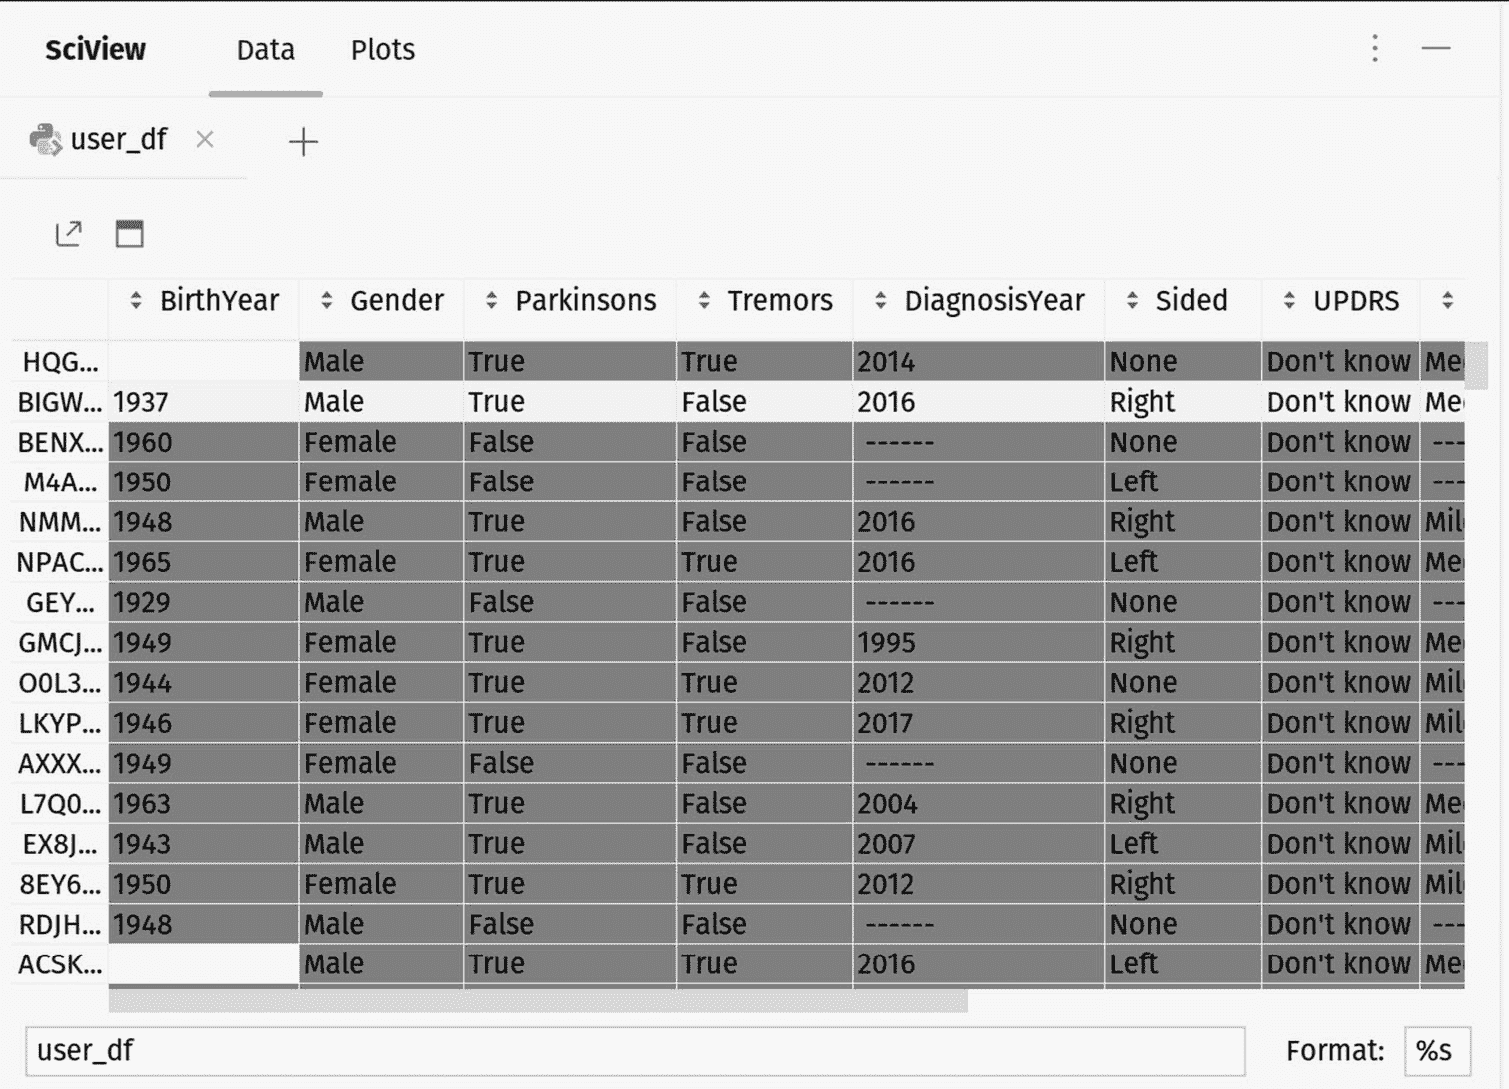 SciView Data Plots
user_df
BirthYear Gender Parkinsons Tremors DiagnosisYear Sided UPDRS
HQG... Male True True 2014 None Don't know Me
BIGW... 1937 Male True False 2016 Right Don't know Me
BENX... 1960 Female False False ------ None Don't know ---
M4A... 1950 Female False False ------ Left Don't know ---
NMM... 1948 Male True False 2016 Right Don't know Mil
NPAC... 1965 Female True True 2016 Left Don't know Me
GEY... 1929 Male False False ------ None Don't know ---
GMCJ... 1949 Female True False 1995 Right Don't know Me
O0L3... 1944 Female True True 2012 None Don't know Mil
LKYP... 1946 Female True True 2017 Right Don't know Mil
AXXX... 1949 Female False False ------ None Don't know ---
L7Q0... 1963 Male True False 2004 Right Don't know Me
EX8J... 1943 Male True False 2007 Left Don't know Mil
8EY6... 1950 Female True True 2012 Right Don't know Mil
RDJH... 1948 Male False False ------ None Don't know ---
ACSK... Male True True 2016 Left Don't know Me
user_df Format: %s